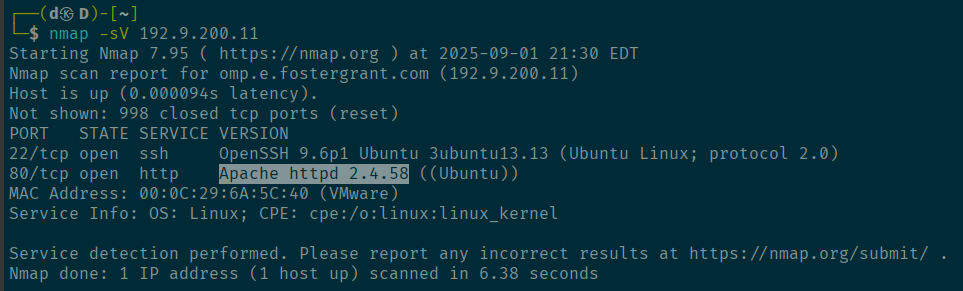 ┌──(d㉿D)-[~]
└─$ nmap -sV 192.9.200.11
Starting Nmap 7.95 ( https://nmap.org ) at 2025-09-01 21:30 EDT
Nmap scan report for omp.e.fostergrant.com (192.9.200.11)
Host is up (0.000094s latency).
Not shown: 998 closed tcp ports (reset)
PORT   STATE SERVICE VERSION
22/tcp open  ssh     OpenSSH 9.6p1 Ubuntu 3ubuntu13.13 (Ubuntu Linux; protocol 2.0)
80/tcp open  http    Apache httpd 2.4.58 ((Ubuntu))
MAC Address: 00:0C:29:6A:5C:40 (VMware)
Service Info: OS: Linux; CPE: cpe:/o:linux:linux_kernel

Service detection performed. Please report any incorrect results at https://nmap.org/submit/ .
Nmap done: 1 IP address (1 host up) scanned in 6.38 seconds